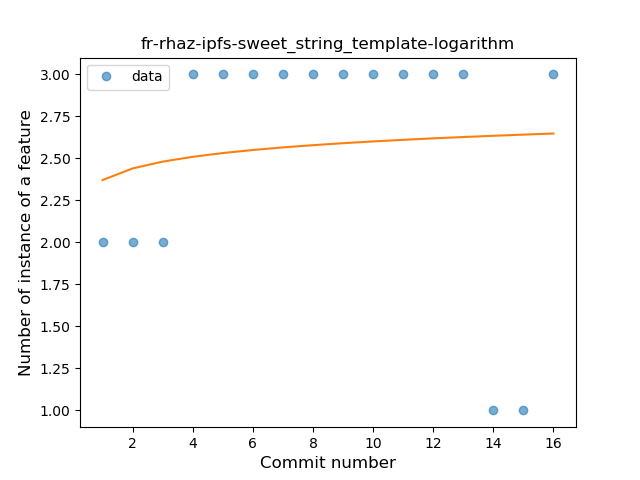 fr-rhaz-ipfs-sweet_string_template-logarithm
data
3.00
2.75
2.50
2.25
2.00
1.75
1.50
1.25
1.00
Number of instance of a feature
2 4 6 8 10 12 14 16
Commit number